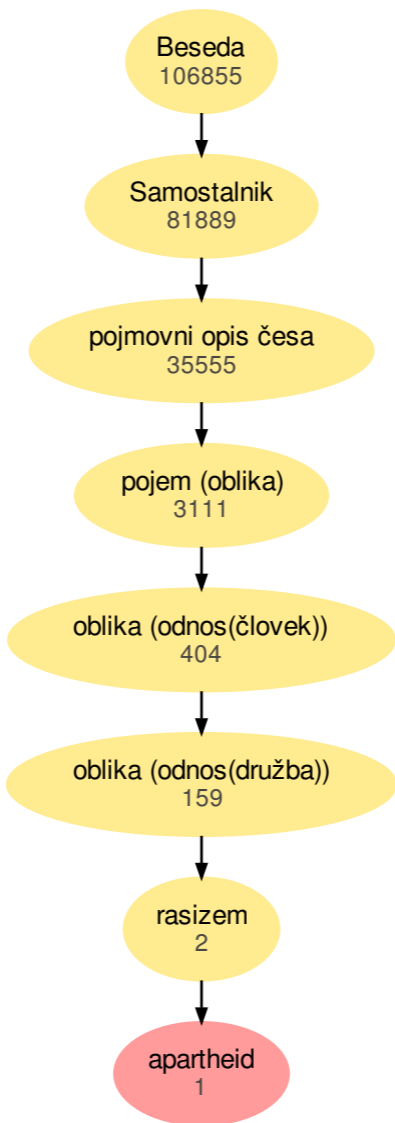 Beseda
106855
Samostalnik
81889
pojmovni opis česa
35555
pojem (oblika)
3111
oblika (odnos(človek))
404
oblika (odnos(družba))
159
rasizem
2
apartheid
1